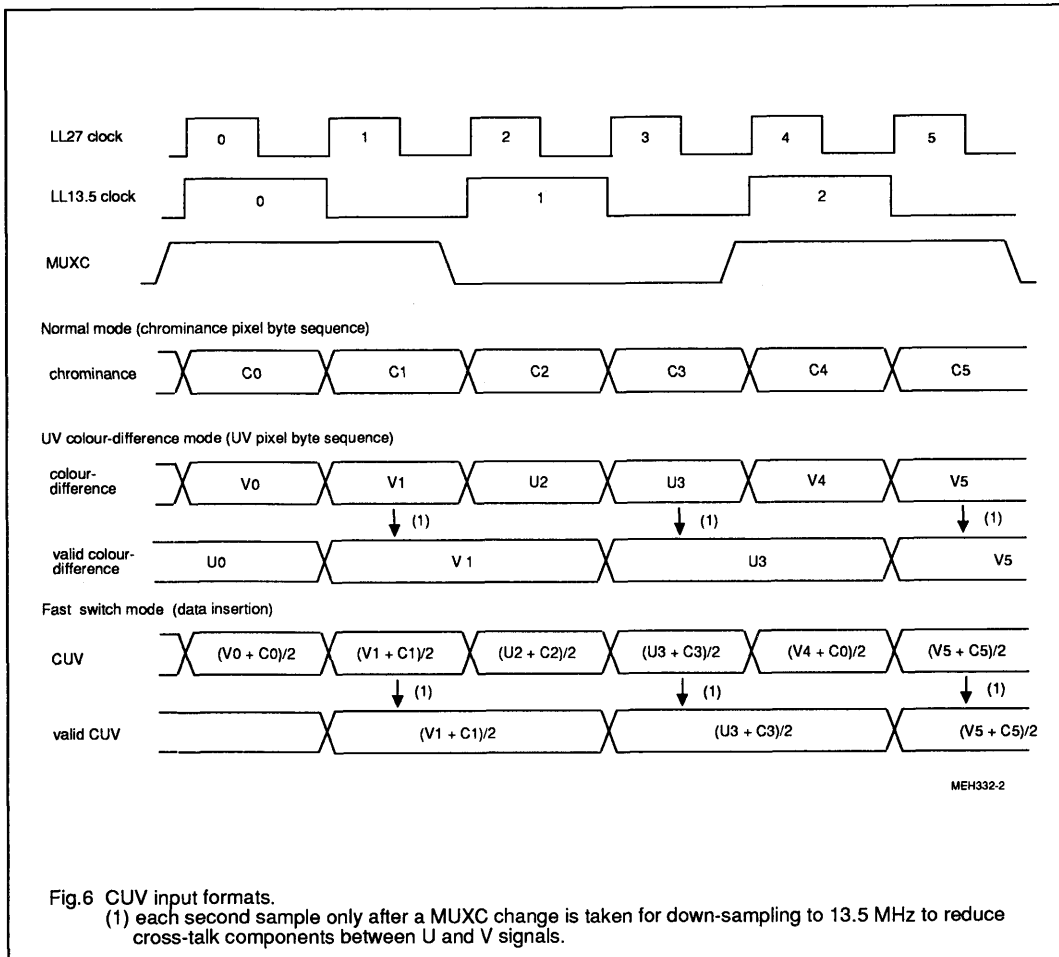 LL27 clock 0 1 2 3 4 5
LL13.5 clock 0 1 2
MUXC
Normal mode (chrominance pixel byte sequence)
chrominance C0 C1 C2 C3 C4 C5
UV colour-difference mode (UV pixel byte sequence)
colour-
difference V0 V1 U2 U3 V4 V5
(1) (1) (1)
valid colour-
difference U0 V 1 U3 V5
Fast switch mode (data insertion)
CUV (V0 + C0)/2 (V1 + C1)/2 (U2 + C2)/2 (U3 + C3)/2 (V4 + C0)/2 (V5 + C5)/2
(1) (1) (1)
valid CUV (V1 + C1)/2 (U3 + C3)/2 (V5 + C5)/2
MEH332-2
Fig.6 CUV input formats.
(1) each second sample only after a MUXC change is taken for down-sampling to 13.5 MHz to reduce
cross-talk components between U and V signals.